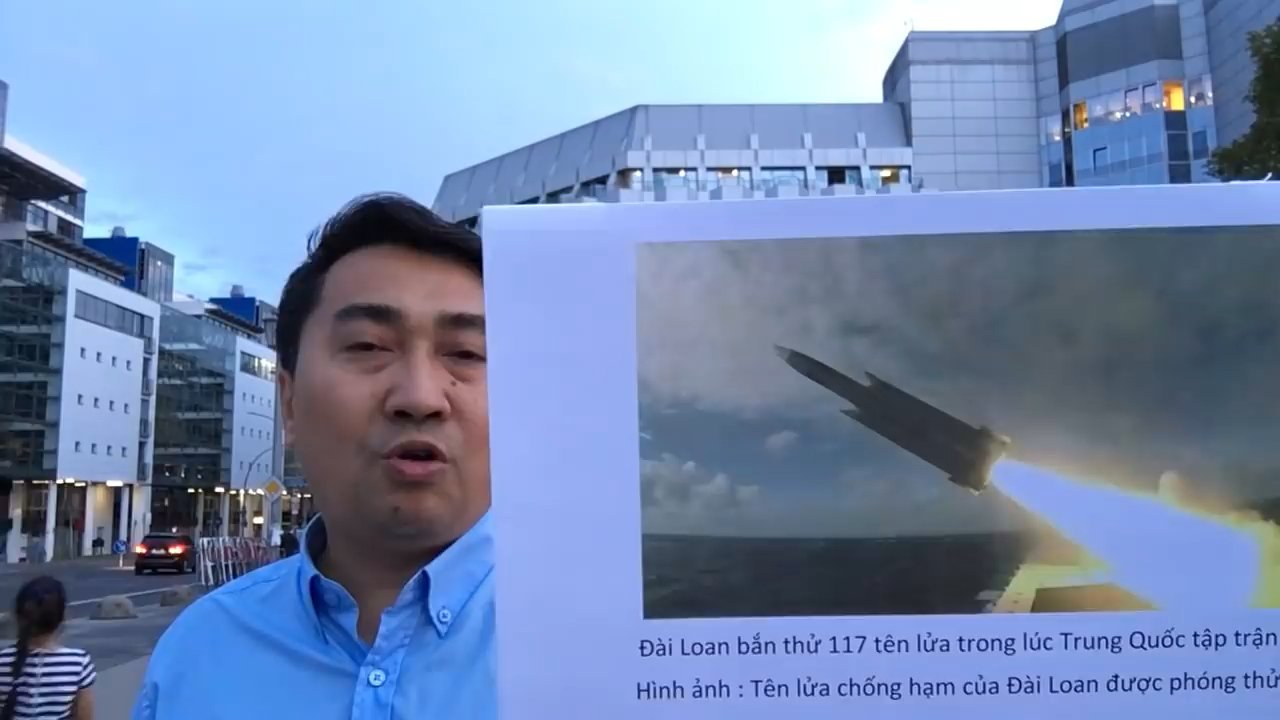 Đài Loan bắn thử 117 tên lửa trong lúc Trung Quốc tập trận
Hình ảnh : Tên lửa chống hạm của Đài Loan được phóng thử